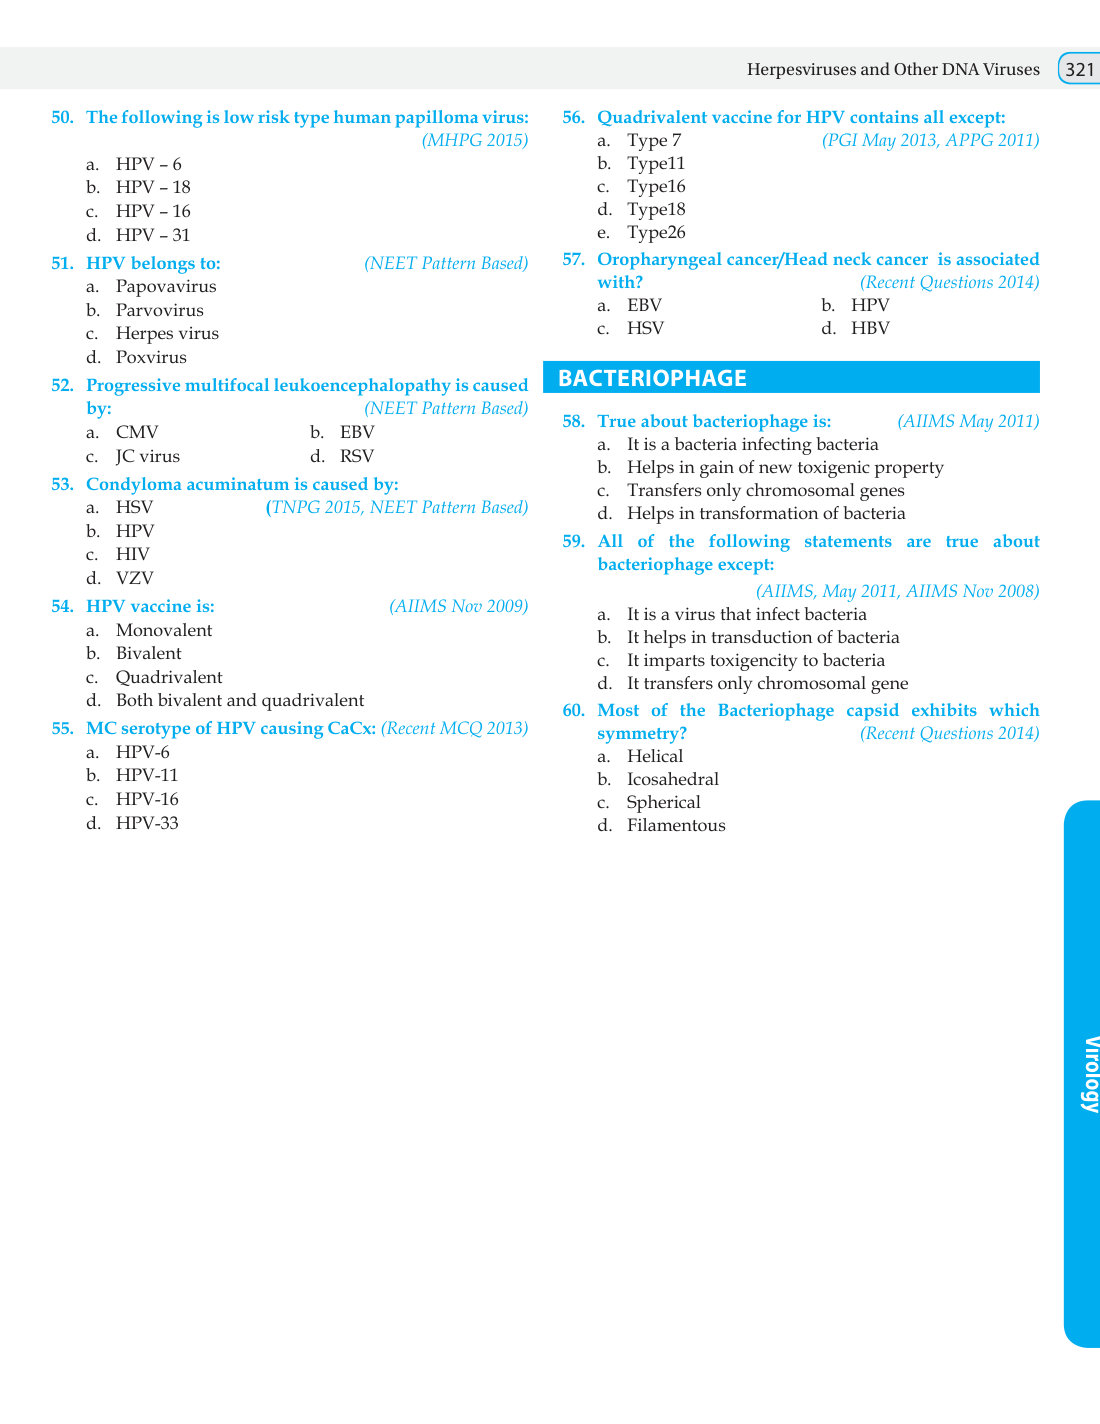 Herpesviruses and Other DNA Viruses 321
50. The following is low risk type human papilloma virus:
(MHPG 2015)
a. HPV – 6
b. HPV – 18
c. HPV – 16
d. HPV – 31
51. HPV belongs to: (NEET Pattern Based)
a. Papovavirus
b. Parvovirus
c. Herpes virus
d. Poxvirus
52. Progressive multifocal leukoencephalopathy is caused
by: (NEET Pattern Based)
a. CMV b. EBV
c. JC virus d. RSV
53. Condyloma acuminatum is caused by:
a. HSV (TNPG 2015, NEET Pattern Based)
b. HPV
c. HIV
d. VZV
54. HPV vaccine is: (AIIMS Nov 2009)
a. Monovalent
b. Bivalent
c. Quadrivalent
d. Both bivalent and quadrivalent
55. MC serotype of HPV causing CaCx: (Recent MCQ 2013)
a. HPV-6
b. HPV-11
c. HPV-16
d. HPV-33
56. Quadrivalent vaccine for HPV contains all except:
a. Type 7 (PGI May 2013, APPG 2011)
b. Type11
c. Type16
d. Type18
e. Type26
57. Oropharyngeal cancer/Head neck cancer is associated
with? (Recent Questions 2014)
a. EBV b. HPV
c. HSV d. HBV
BACTERIOPHAGE
58. True about bacteriophage is: (AIIMS May 2011)
a. It is a bacteria infecting bacteria
b. Helps in gain of new toxigenic property
c. Transfers only chromosomal genes
d. Helps in transformation of bacteria
59. All of the following statements are true about
bacteriophage except:
(AIIMS, May 2011, AIIMS Nov 2008)
a. It is a virus that infect bacteria
b. It helps in transduction of bacteria
c. It imparts toxigencity to bacteria
d. It transfers only chromosomal gene
60. Most of the Bacteriophage capsid exhibits which
symmetry? (Recent Questions 2014)
a. Helical
b. Icosahedral
c. Spherical
d. Filamentous
Virology